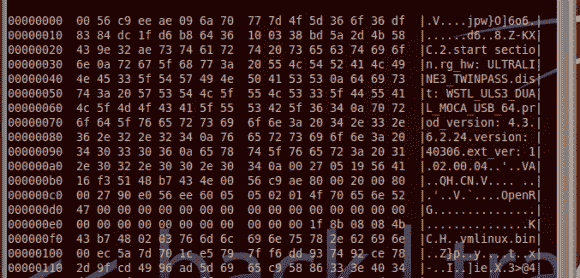 00000000  00 56 c9 ee ae 09 6a 70  77 7d 4f 5d 36 6f 36 df  |.V....jpw}O]6o6.|
00000010  83 84 dc 1f d6 b8 64 36  10 03 38 bd 5a 2d 4b 58  |......d6..8.Z-KX|
00000020  43 9e 32 ae 73 74 61 72  74 20 73 65 63 74 69 6f  |C.2.start sectio|
00000030  6e 0a 72 67 5f 68 77 3a  20 55 4c 54 52 41 4c 49  |n.rg_hw: ULTRALI|
00000040  4e 45 33 5f 54 57 49 4e  50 41 53 53 0a 64 69 73  |NE3_TWINPASS.dis|
00000050  74 3a 20 57 53 54 4c 5f  55 4c 53 33 5f 44 55 41  |t: WSTL_ULS3_DUA|
00000060  4c 5f 4d 4f 43 41 5f 55  53 42 5f 36 34 0a 70 72  |L_MOCA_USB_64.pr|
00000070  6f 64 5f 76 65 72 73 69  6f 6e 3a 20 34 2e 33 2e  |od_version: 4.3.|
00000080  36 2e 32 2e 32 34 0a 76  65 72 73 69 6f 6e 3a 20  |6.2.24.version: |
00000090  34 30 33 30 36 0a 65 78  74 5f 76 65 72 3a 20 31  |40306.ext_ver: 1|
000000a0  2e 30 32 2e 30 30 2e 30  34 0a 00 27 05 19 56 41  |.02.00.04..'..VA|
000000b0  16 f3 51 48 b7 43 4e 00  56 c9 ae 80 00 20 00 80  |..QH.CN.V.... ..|
000000c0  00 27 90 e0 56 ee 60 05  05 02 01 4f 70 65 6e 52  |.'..V.`....OpenR|
000000d0  47 00 00 00 00 00 00 00  00 00 00 00 00 00 00 00  |G...............|
000000e0  00 00 00 00 00 00 00 00  00 00 00 1f 8b 08 08 4b  |...............K|
000000f0  43 b7 48 02 03 76 6d 6c  69 6e 75 78 2e 62 69 6e  |C.H..vmlinux.bin|
00000100  00 ec 5a 7d 70 1c c5 79  7f f6 dd 93 74 92 ce 78  |..Z}p..y....t..x|
00000110  2d 9f cd 49 96 ad 5d 69  65 c9 58 86 33 3e 40 34  |-..I..]ie.X.3>@4|